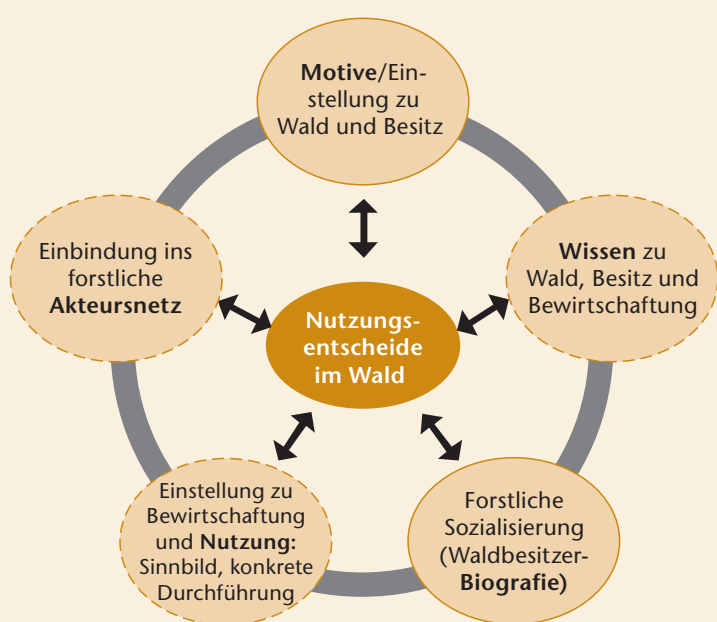 Motive/Ein-
stellung zu
Wald und Besitz
Einbindung ins
forstliche
Akteursnetz
Wissen zu
Wald, Besitz und
Bewirtschaftung
Nutzungs-
entscheide
im Wald
Einstellung zu
Bewirtschaftung
und Nutzung:
Sinnbild, konkrete
Durchführung
Forstliche
Sozialisierung
(Waldbesitzer-
Biografie)